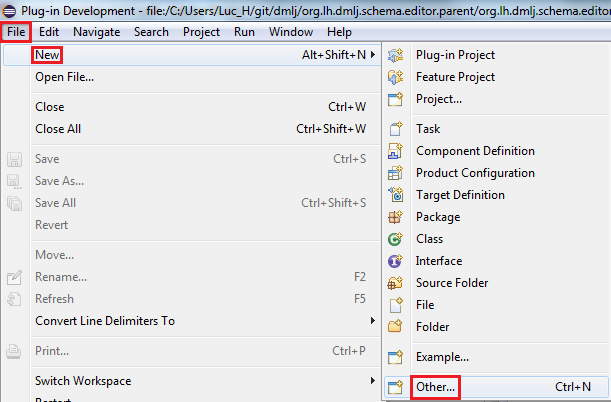 Plug-in Development - file:/C:/Users/Luc_H/git/dmlj/org.lh.dmlj.schema.editor.parent/org.lh.dmlj.schema.editor
File Edit Navigate Search Project Run Window Help
New Alt+Shift+N
Open File...
Close Ctrl+W
Close All Ctrl+Shift+W
Save Ctrl+S
Save As...
Save All Ctrl+Shift+S
Revert
Move...
Rename... F2
Refresh F5
Convert Line Delimiters To
Print... Ctrl+P
Switch Workspace
Restart
Plug-in Project
Feature Project
Project...
Task
Component Definition
Product Configuration
Target Definition
Package
Class
Interface
Source Folder
File
Folder
Example...
Other... Ctrl+N